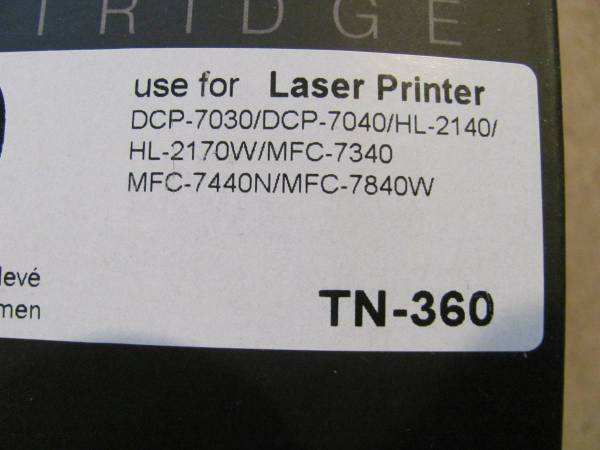 TRIDGE
use for Laser Printer
DCP-7030/DCP-7040/HL-2140/
HL-2170W/MFC-7340
MFC-7440N/MFC-7840W
levé
men
TN-360